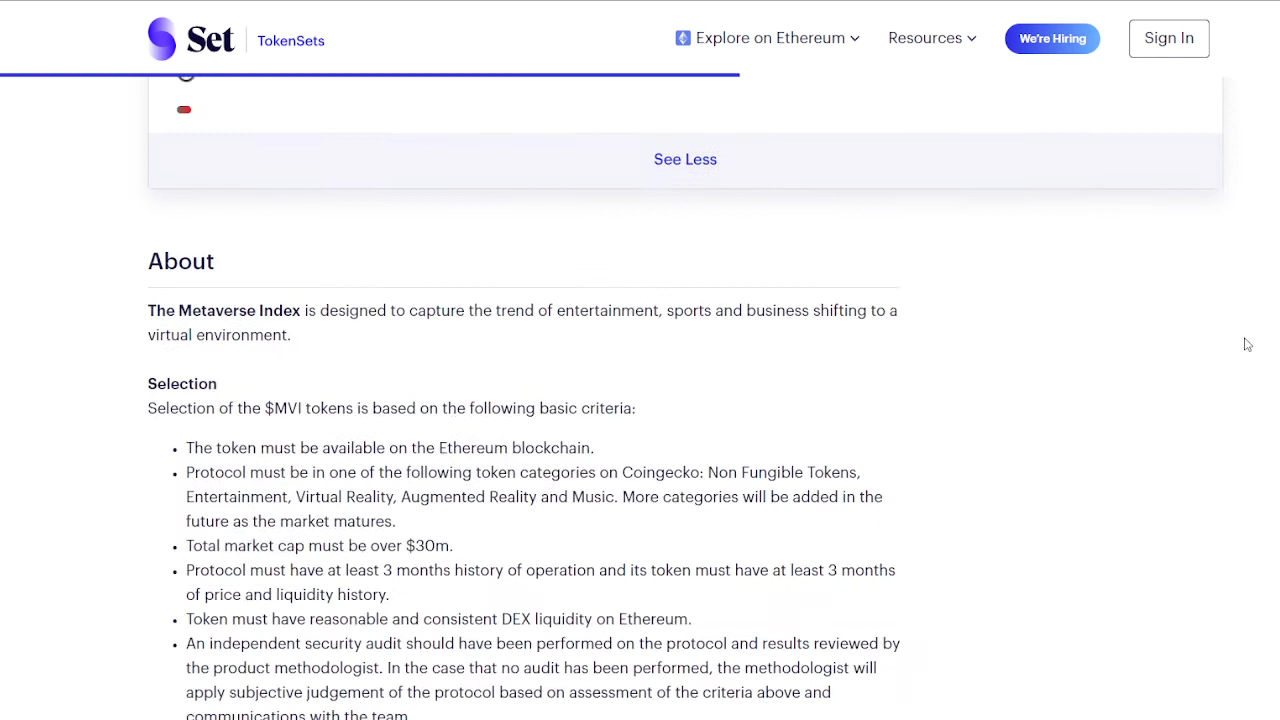 Set TokenSets Explore on Ethereum Resources We're Hiring Sign In
See Less
About
The Metaverse Index is designed to capture the trend of entertainment, sports and business shifting to a
virtual environment.
Selection
Selection of the $MVI tokens is based on the following basic criteria:
• The token must be available on the Ethereum blockchain.
• Protocol must be in one of the following token categories on Coingecko: Non Fungible Tokens,
Entertainment, Virtual Reality, Augmented Reality and Music. More categories will be added in the
future as the market matures.
• Total market cap must be over $30m.
• Protocol must have at least 3 months history of operation and its token must have at least 3 months
of price and liquidity history.
• Token must have reasonable and consistent DEX liquidity on Ethereum.
• An independent security audit should have been performed on the protocol and results reviewed by
the product methodologist. In the case that no audit has been performed, the methodologist will
apply subjective judgement of the protocol based on assessment of the criteria above and
communications with the team.